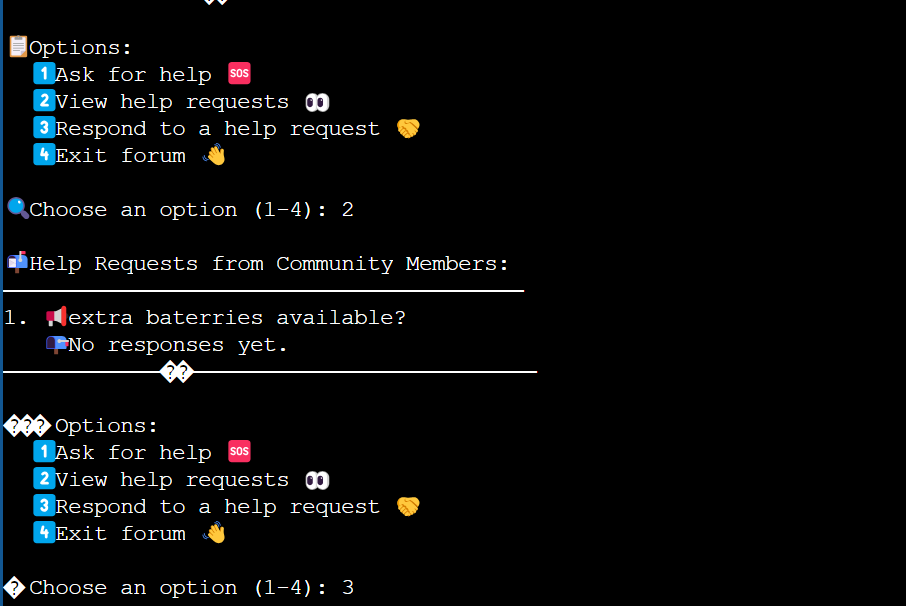 ��
📋Options:
1️⃣Ask for help 🆘
2️⃣View help requests 👀
3️⃣Respond to a help request 🤝
4️⃣Exit forum 👋
🔍Choose an option (1-4): 2
📬Help Requests from Community Members:
1. 📢extra baterries available?
📪No responses yet.
��
���Options:
1️⃣Ask for help 🆘
2️⃣View help requests 👀
3️⃣Respond to a help request 🤝
4️⃣Exit forum 👋
�Choose an option (1-4): 3